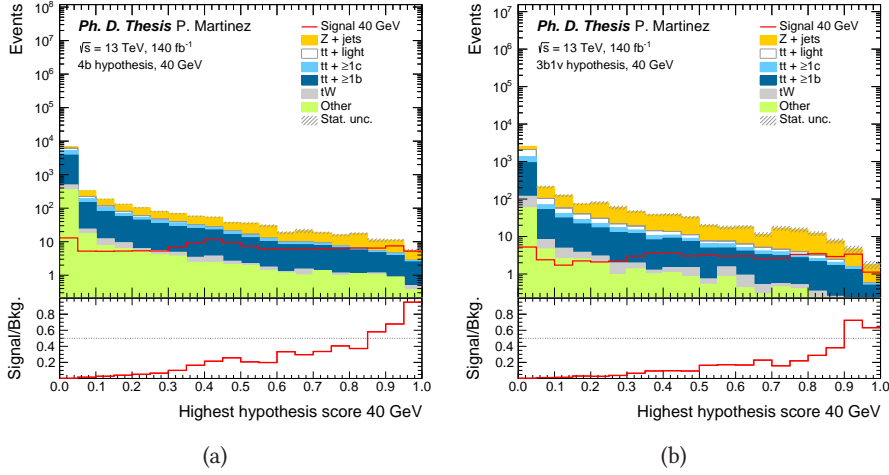 Events
10⁸
10⁷
10⁶
10⁵
10⁴
10³
10²
10
1
Ph. D. Thesis P. Martinez
√s = 13 TeV, 140 fb⁻¹
4b hypothesis, 40 GeV
Signal 40 GeV
Z + jets
tt + light
tt + ≥1c
tt + ≥1b
tW
Other
Stat. unc.
Signal/Bkg.
0.8
0.6
0.4
0.2
0.0 0.1 0.2 0.3 0.4 0.5 0.6 0.7 0.8 0.9 1.0
Highest hypothesis score 40 GeV
(a)
Events
10⁷
10⁶
10⁵
10⁴
10³
10²
10
1
Ph. D. Thesis P. Martinez
√s = 13 TeV, 140 fb⁻¹
3b1v hypothesis, 40 GeV
Signal 40 GeV
Z + jets
tt + light
tt + ≥1c
tt + ≥1b
tW
Other
Stat. unc.
Signal/Bkg.
0.8
0.6
0.4
0.2
0.0 0.1 0.2 0.3 0.4 0.5 0.6 0.7 0.8 0.9 1.0
Highest hypothesis score 40 GeV
(b)